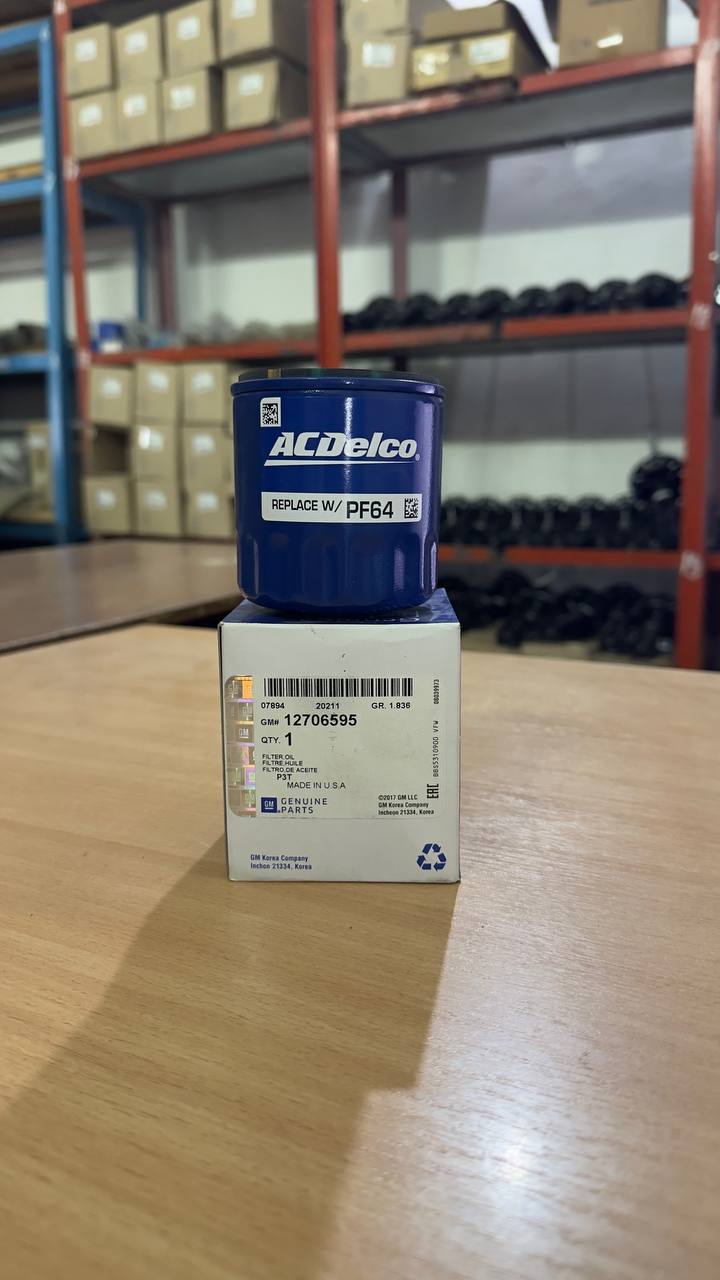 ACDelco®
REPLACE W/ PF64
07894 20211 GR. 1.836
GM# 12706595
QTY. 1
FILTER,OIL
FILTRE,HUILE
FILTRO,DE ACEITE
P3T
MADE IN U.S.A
GM GENUINE
PARTS
©2017 GM LLC
GM Korea Company
Incheon 21334, Korea
EAC
GM Korea Company
Inchon 21334, Korea